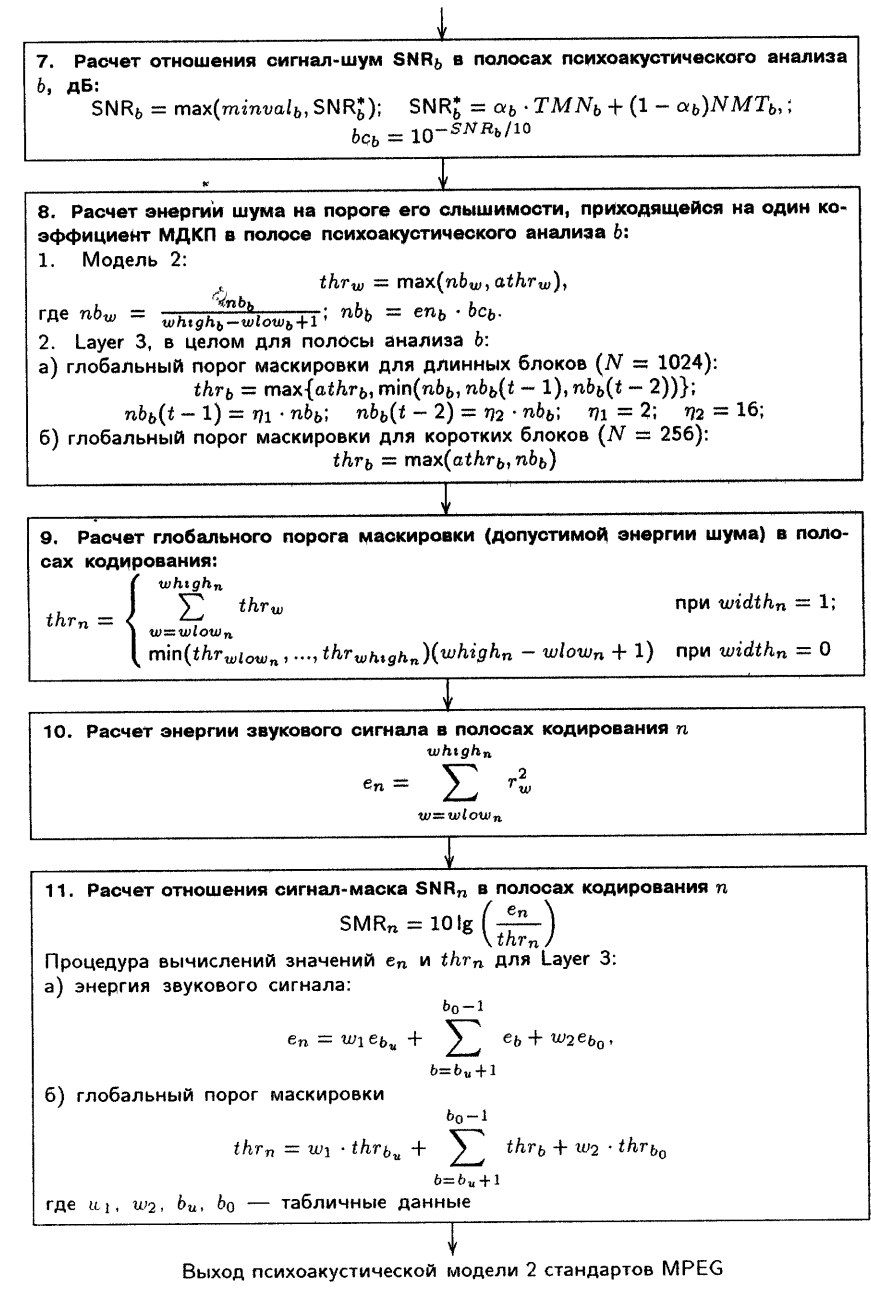 7. Расчет отношения сигнал-шум SNR_b в полосах психоакустического анализа
b, дБ:
SNR_b = max(minval_b, SNR*_b); SNR*_b = α_b · TMN_b + (1 − α_b)NMT_b, ;
bc_b = 10^{−SNR_b/10}
8. Расчет энергии шума на пороге его слышимости, приходящейся на один ко-
эффициент МДКП в полосе психоакустического анализа b:
1. Модель 2:
thr_w = max(nb_w, athr_w),
где nb_w = nb_b / (whigh_b − wlow_b + 1); nb_b = en_b · bc_b.
2. Layer 3, в целом для полосы анализа b:
а) глобальный порог маскировки для длинных блоков (N = 1024):
thr_b = max{athr_b, min(nb_b, nb_b(t − 1), nb_b(t − 2))};
nb_b(t − 1) = η_1 · nb_b; nb_b(t − 2) = η_2 · nb_b; η_1 = 2; η_2 = 16;
б) глобальный порог маскировки для коротких блоков (N = 256):
thr_b = max(athr_b, nb_b)
9. Расчет глобального порога маскировки (допустимой энергии шума) в поло-
сах кодирования:
thr_n = { ∑_{w=wlow_n}^{whigh_n} thr_w при width_n = 1;
min(thr_{wlow_n}, ..., thr_{whigh_n})(whigh_n − wlow_n + 1) при width_n = 0
10. Расчет энергии звукового сигнала в полосах кодирования n
e_n = ∑_{w=wlow_n}^{whigh_n} r_w^2
11. Расчет отношения сигнал-маска SNR_n в полосах кодирования n
SMR_n = 10 lg (e_n / thr_n)
Процедура вычислений значений e_n и thr_n для Layer 3:
а) энергия звукового сигнала:
e_n = w_1 e_{b_u} + ∑_{b=b_u+1}^{b_0−1} e_b + w_2 e_{b_0},
б) глобальный порог маскировки
thr_n = w_1 · thr_{b_u} + ∑_{b=b_u+1}^{b_0−1} thr_b + w_2 · thr_{b_0}
где w_1, w_2, b_u, b_0 — табличные данные
Выход психоакустической модели 2 стандартов MPEG